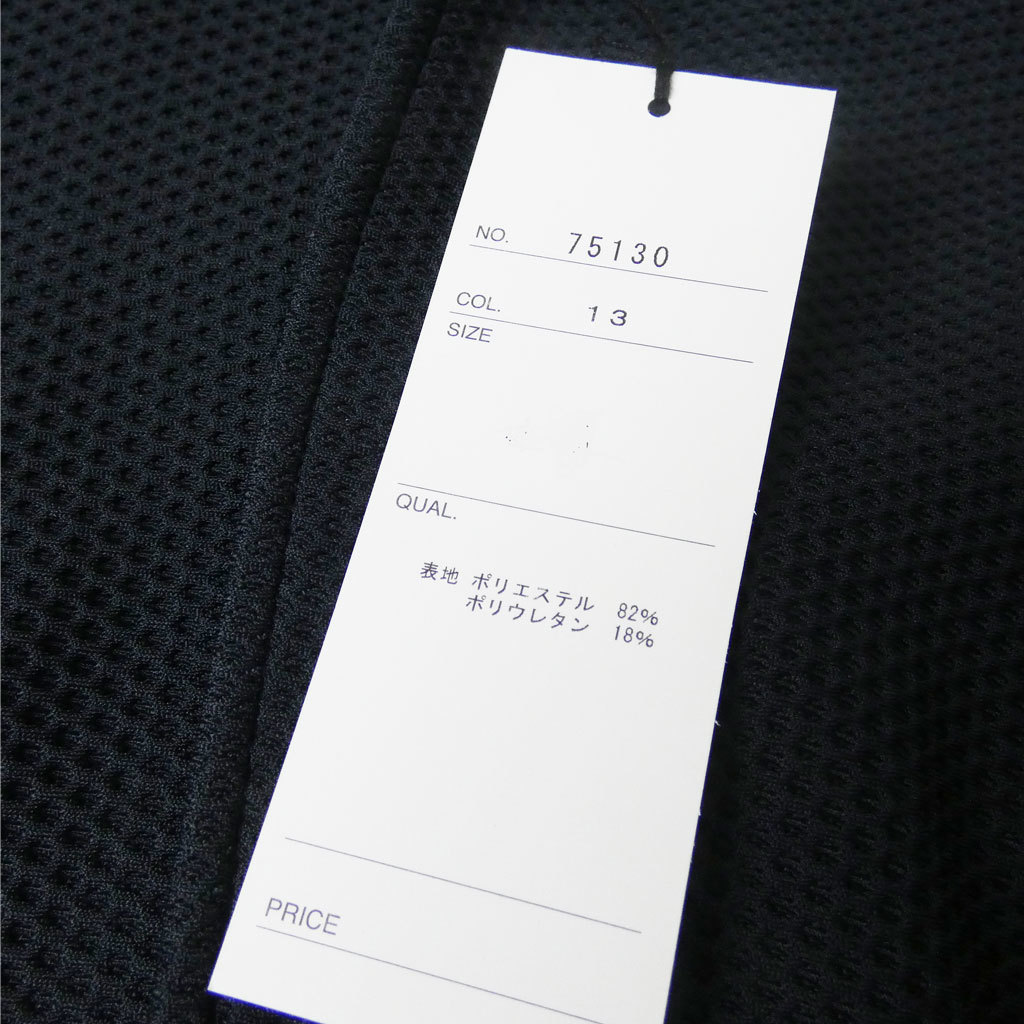 NO. 75130
COL. 13
SIZE
QUAL.
表地 ポリエステル 82%
ポリウレタン 18%
PRICE